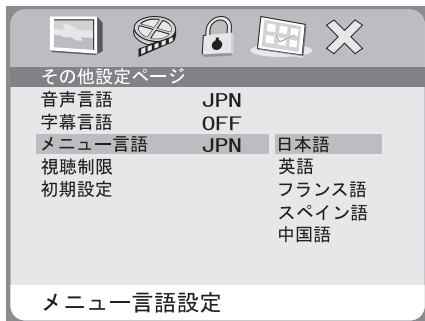 その他設定ページ
音声言語 JPN
字幕言語 OFF
メニュー言語 JPN 日本語
視聴制限 英語
初期設定 フランス語
スペイン語
中国語
メニュー言語設定